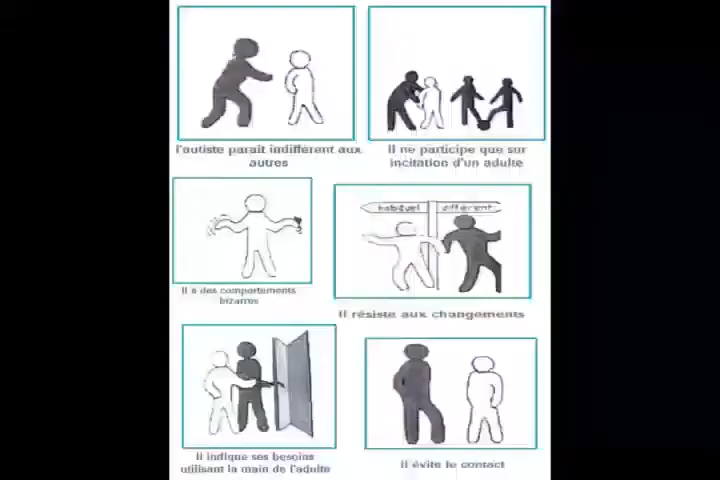 l'autiste parait indifférent aux
autres
Il ne participe que sur
incitation d'un adulte
habituel
différent
Il a des comportements
bizarres
Il résiste aux changements
Il indique ses besoins
utilisant la main de l'adulte
Il évite le contact